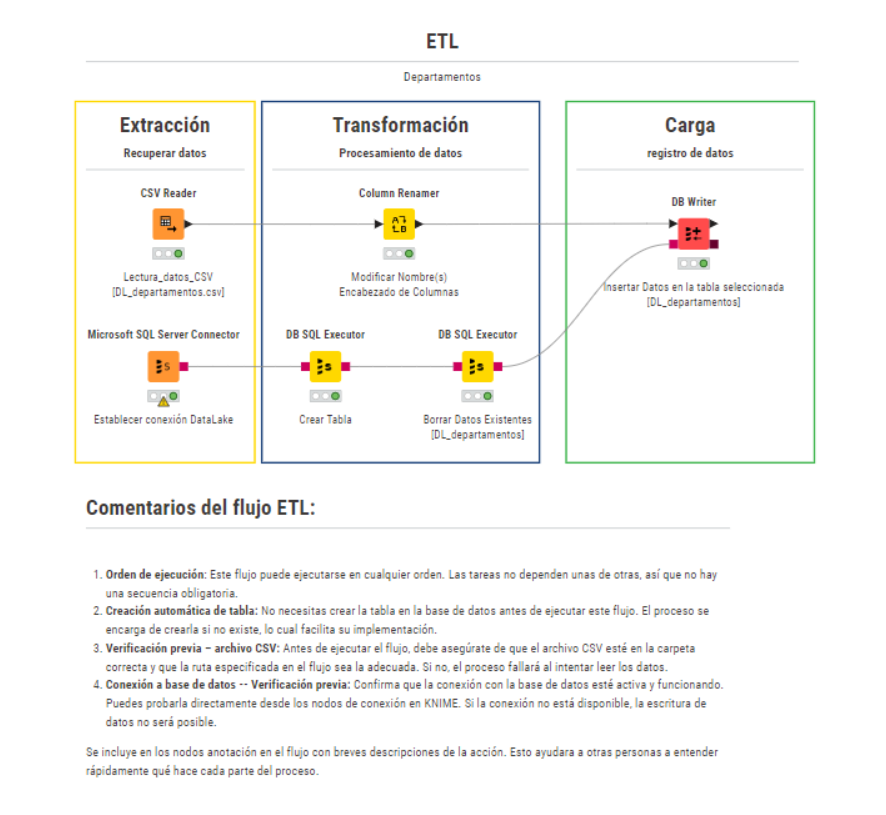 ETL
Departamentos
Extracción
Recuperar datos
Transformación
Procesamiento de datos
Carga
registro de datos
CSV Reader
Lectura_datos_CSV
[DL_departamentos.csv]
Column Renamer
Modificar Nombre(s)
Encabezado de Columnas
DB Writer
Insertar Datos en la tabla seleccionada
[DL_departamentos]
Microsoft SQL Server Connector
Establecer conexión DataLake
DB SQL Executor
Crear Tabla
DB SQL Executor
Borrar Datos Existentes
[DL_departamentos]
Comentarios del flujo ETL:
1. Orden de ejecución: Este flujo puede ejecutarse en cualquier orden. Las tareas no dependen unas de otras, así que no hay
una secuencia obligatoria.
2. Creación automática de tabla: No necesitas crear la tabla en la base de datos antes de ejecutar este flujo. El proceso se
encarga de crearla si no existe, lo cual facilita su implementación.
3. Verificación previa – archivo CSV: Antes de ejecutar el flujo, debe asegúrate de que el archivo CSV esté en la carpeta
correcta y que la ruta especificada en el flujo sea la adecuada. Si no, el proceso fallará al intentar leer los datos.
4. Conexión a base de datos -- Verificación previa: Confirma que la conexión con la base de datos esté activa y funcionando.
Puedes probarla directamente desde los nodos de conexión en KNIME. Si la conexión no está disponible, la escritura de
datos no será posible.
Se incluye en los nodos anotación en el flujo con breves descripciones de la acción. Esto ayudara a otras personas a entender
rápidamente qué hace cada parte del proceso.